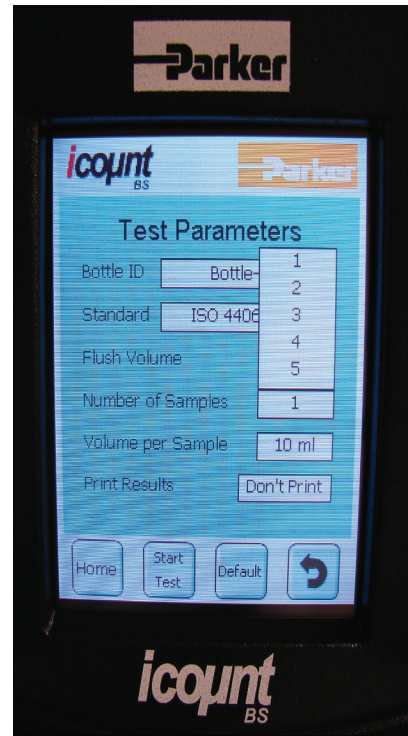 Parker
icount
BS
Parker
Test Parameters
Bottle ID Bottle-
Standard ISO 4406
Flush Volume
1
2
3
4
5
Number of Samples 1
Volume per Sample 10 ml
Print Results Don't Print
Home
Start
Test
Default
icount
BS